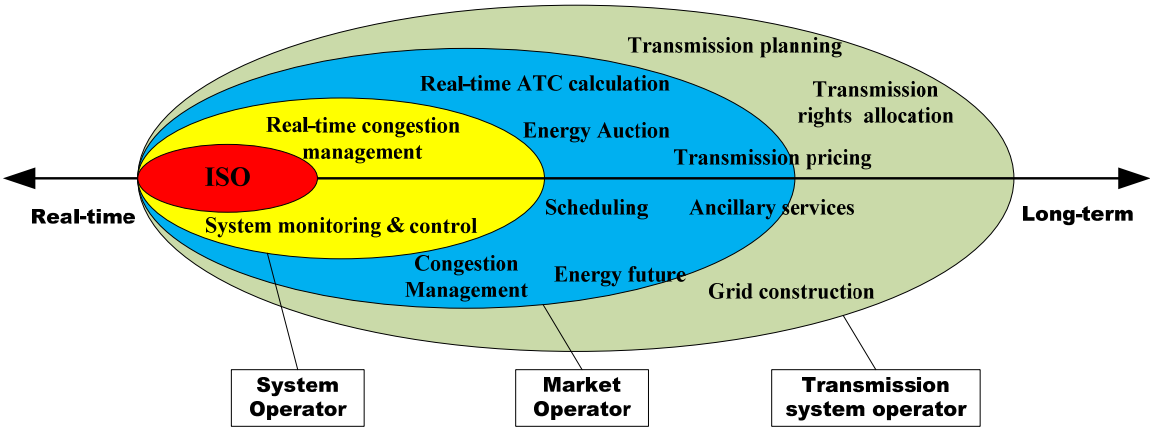 Transmission planning
Real-time ATC calculation
Transmission
rights allocation
Real-time congestion
management
Energy Auction
Transmission pricing
ISO
Real-time
Scheduling
Ancillary services
Long-term
System monitoring & control
Congestion
Management
Energy future
Grid construction
System
Operator
Market
Operator
Transmission
system operator